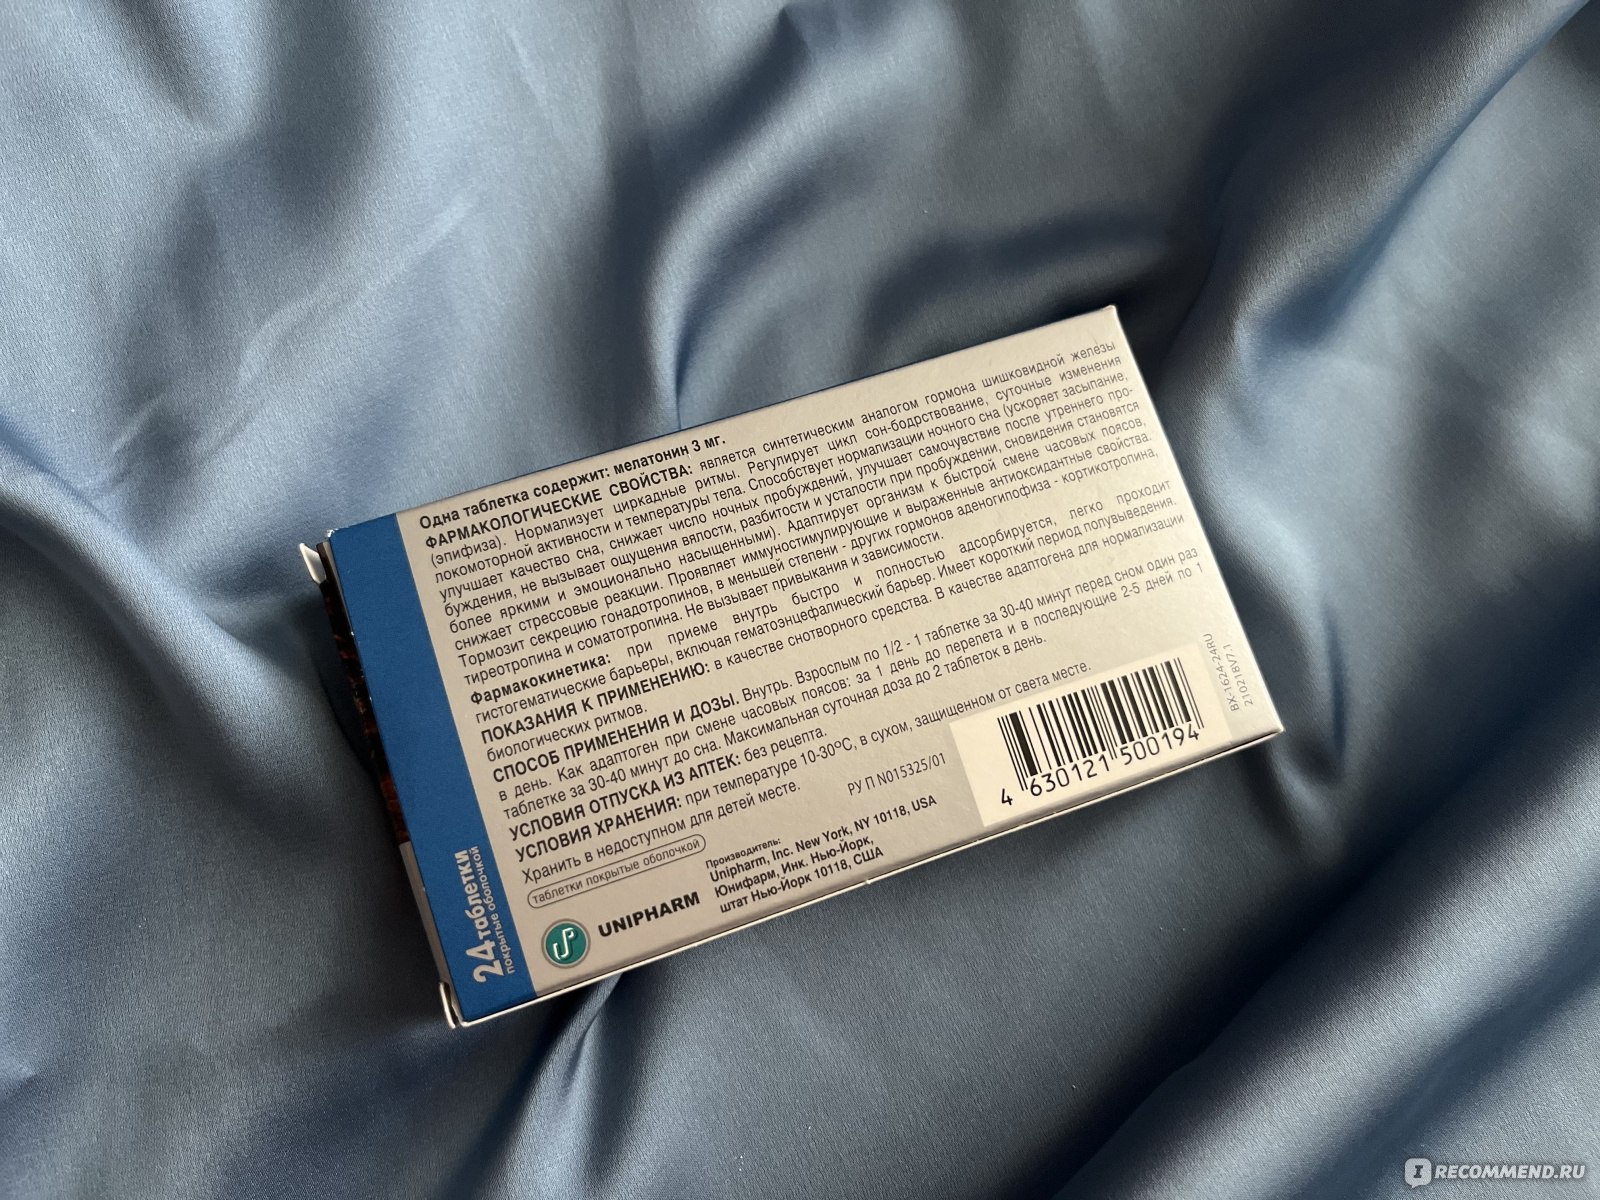 Одна таблетка содержит: мелатонин 3 мг.
ФАРМАКОЛОГИЧЕСКИЕ СВОЙСТВА: является синтетическим аналогом гормона шишковидной железы
(эпифиза). Нормализует циркадные ритмы. Регулирует цикл сон-бодрствование, суточные изменения
локомоторной активности и температуры тела. Способствует нормализации ночного сна (ускоряет засыпание,
улучшает качество сна, снижает число ночных пробуждений, улучшает самочувствие после утреннего про-
буждения, не вызывает ощущения вялости, разбитости и усталости при пробуждении, сновидения становятся
более яркими и эмоционально насыщенными). Адаптирует организм к быстрой смене часовых поясов,
снижает стрессовые реакции. Проявляет иммуностимулирующие и выраженные антиоксидантные свойства.
Тормозит секрецию гонадотропинов, в меньшей степени - других гормонов аденогипофиза - кортикотропина,
тиреотропина и соматотропина. Не вызывает привыкания и зависимости.
Фармакокинетика: при приеме внутрь быстро и полностью адсорбируется, легко проходит
гистогематические барьеры, включая гематоэнцефалический барьер. Имеет короткий период полувыведения.
ПОКАЗАНИЯ К ПРИМЕНЕНИЮ: в качестве снотворного средства. В качестве адаптогена для нормализации
биологических ритмов.
СПОСОБ ПРИМЕНЕНИЯ И ДОЗЫ. Внутрь. Взрослым по 1/2 - 1 таблетке за 30-40 минут перед сном один раз
в день. Как адаптоген при смене часовых поясов: за 1 день до перелета и в последующие 2-5 дней по 1
таблетке за 30-40 минут до сна. Максимальная суточная доза до 2 таблеток в день.
УСЛОВИЯ ОТПУСКА ИЗ АПТЕК: без рецепта.
УСЛОВИЯ ХРАНЕНИЯ: при температуре 10-30°С, в сухом, защищенном от света месте.
Хранить в недоступном для детей месте.
таблетки покрытые оболочкой
РУ П N015325/01
UNIPHARM
Производитель:
Unipharm, Inc. New York, NY 10118, USA
Юнифарм, Инк. Нью-Йорк,
штат Нью-Йорк 10118, США
4 630121 500194
BX-1624-24RU
210218V7.1
24 таблетки
покрытые оболочкой
RECOMMEND.RU